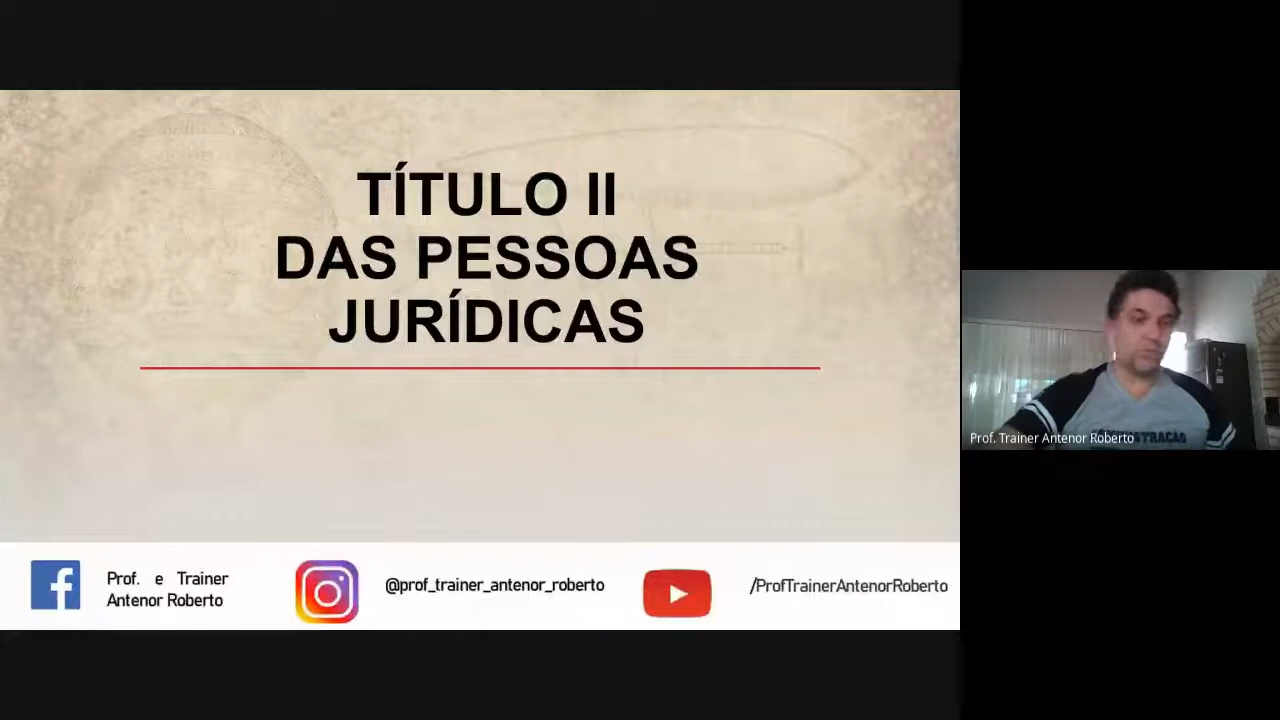 TÍTULO II
DAS PESSOAS
JURÍDICAS
Prof. e Trainer
Antenor Roberto
@prof_trainer_antenor_roberto
/ProfTrainerAntenorRoberto
Prof. Trainer Antenor Roberto